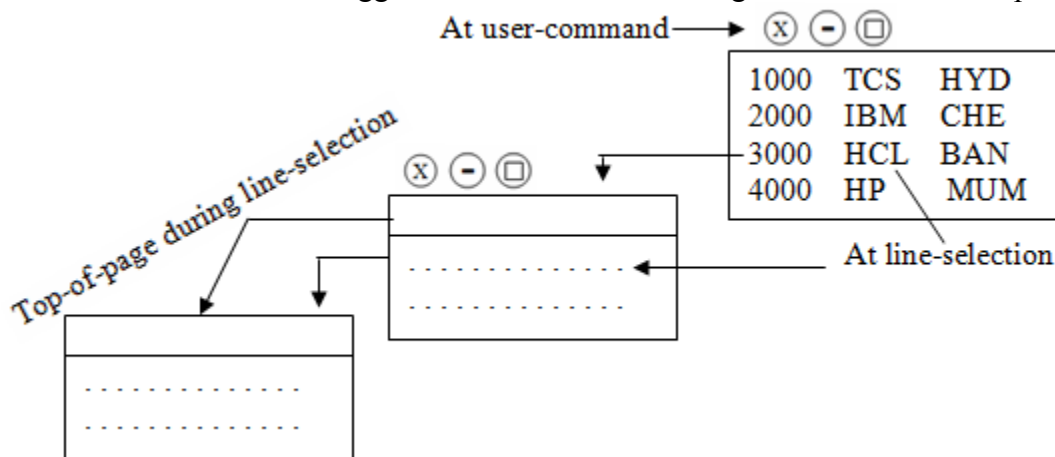 At user-command
1000 TCS HYD
2000 IBM CHE
3000 HCL BAN
4000 HP MUM
At line-selection
Top-of-page during line-selection